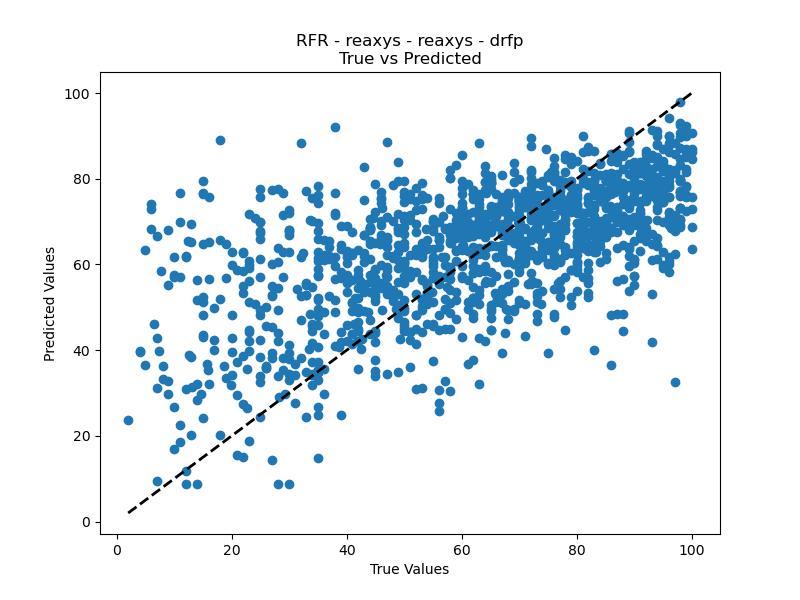 RFR - reaxys - reaxys - drfp
True vs Predicted
100
80
60
40
20
0
Predicted Values
0 20 40 60 80 100
True Values